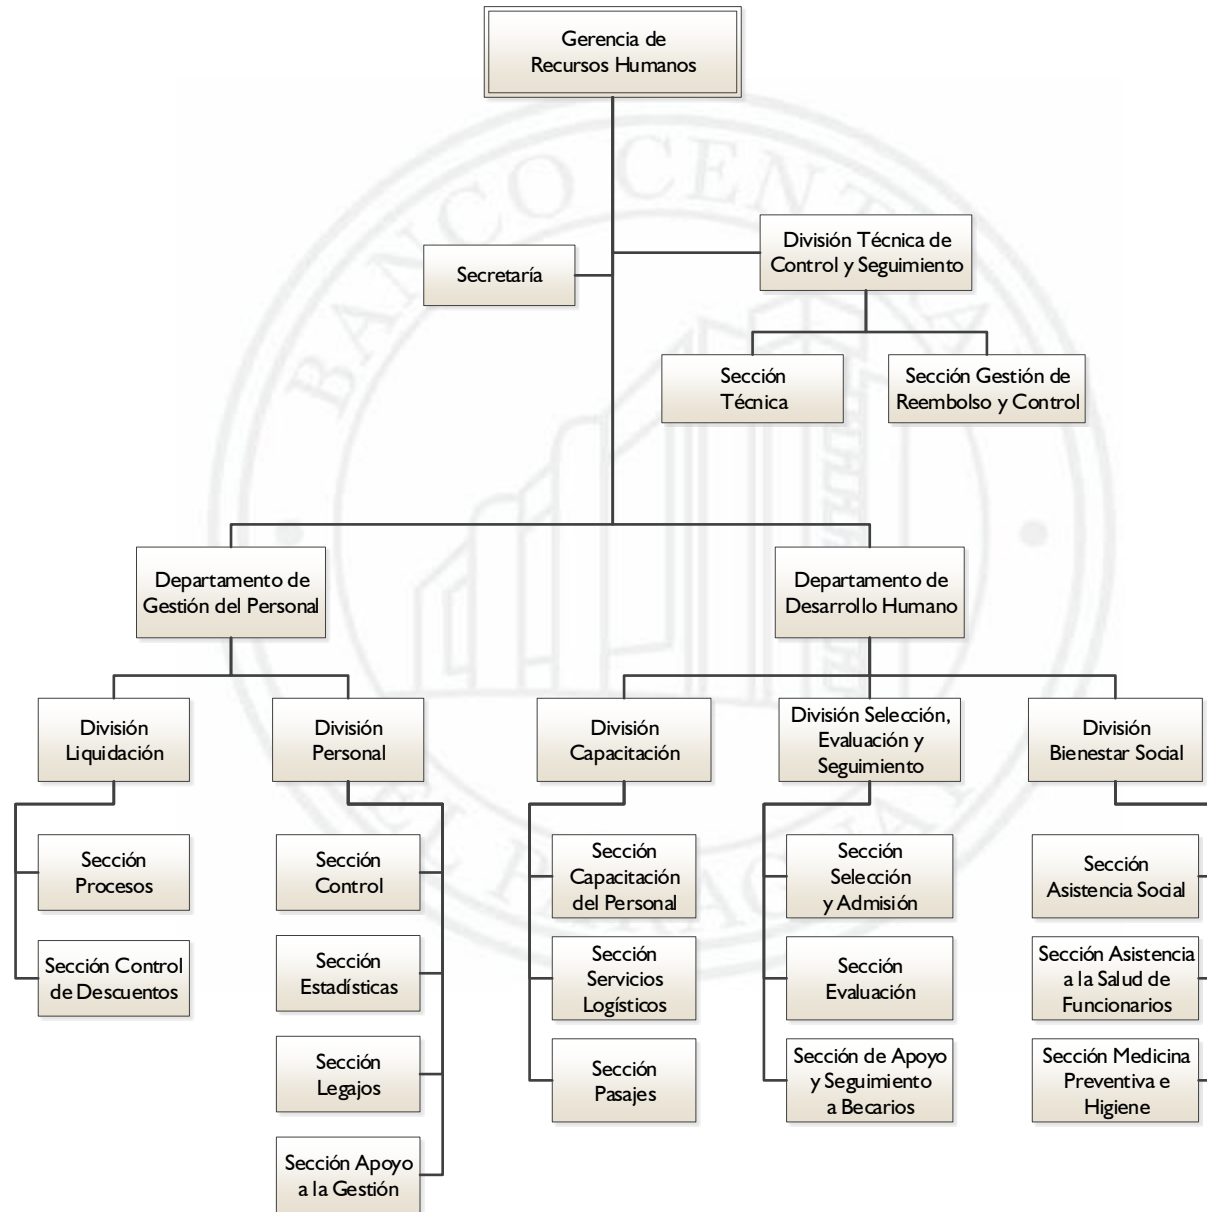 Gerencia de
Recursos Humanos
BANCO CENTRAL
DEL PARAGUAY
División Técnica de
Control y Seguimiento
Secretaría
Sección
Técnica
Sección Gestión de
Reembolso y Control
Departamento de
Gestión del Personal
Departamento de
Desarrollo Humano
División
Liquidación
División
Personal
División
Capacitación
División Selección,
Evaluación y
Seguimiento
División
Bienestar Social
Sección
Procesos
Sección Control
de Descuentos
Sección
Control
Sección
Estadísticas
Sección
Legajos
Sección Apoyo
a la Gestión
Sección
Capacitación
del Personal
Sección
Servicios
Logísticos
Sección
Pasajes
Sección
Selección
y Admisión
Sección
Evaluación
Sección de Apoyo
y Seguimiento
a Becarios
Sección
Asistencia Social
Sección Asistencia
a la Salud de
Funcionarios
Sección Medicina
Preventiva e
Higiene